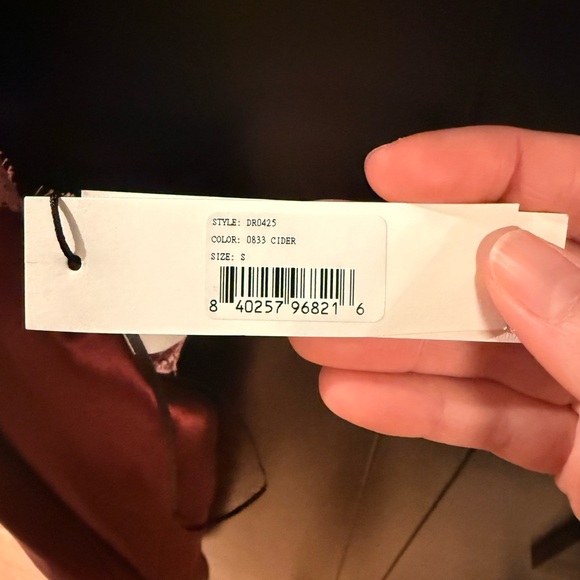 STYLE: DR0425
COLOR: 0833 CIDER
SIZE: S
8 40257 96821 6